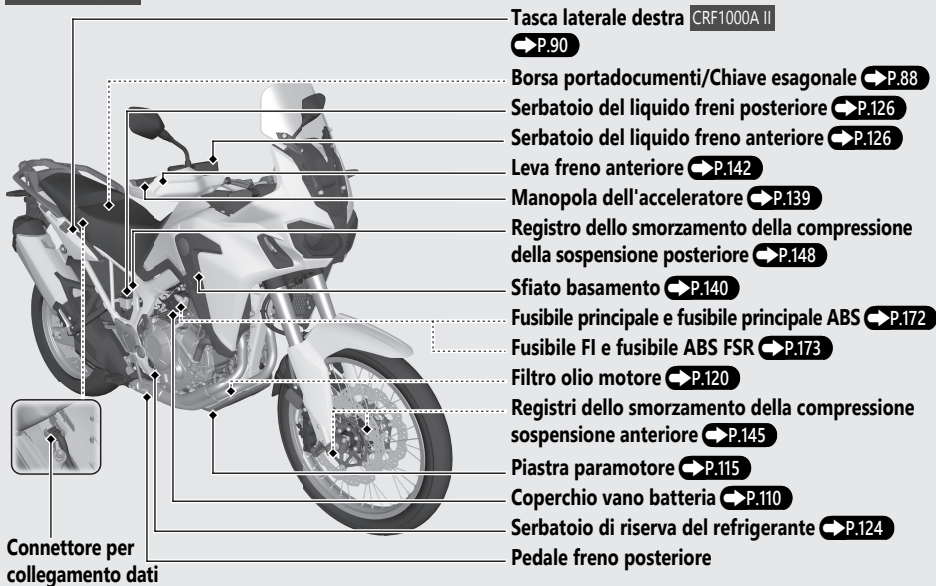 Tasca laterale destra CRF1000A II
P.90
Borsa portadocumenti/Chiave esagonale P.88
Serbatoio del liquido freni posteriore P.126
Serbatoio del liquido freno anteriore P.126
Leva freno anteriore P.142
Manopola dell'acceleratore P.139
Registro dello smorzamento della compressione
della sospensione posteriore P.148
Sfiato basamento P.140
Fusibile principale e fusibile principale ABS P.172
Fusibile FI e fusibile ABS FSR P.173
Filtro olio motore P.120
Registri dello smorzamento della compressione
sospensione anteriore P.145
Piastra paramotore P.115
Coperchio vano batteria P.110
Serbatoio di riserva del refrigerante P.124
Pedale freno posteriore
Connettore per
collegamento dati